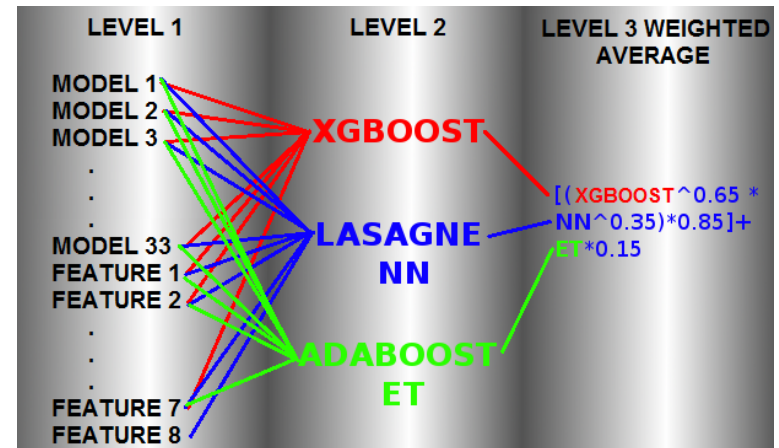 LEVEL 1
LEVEL 2
LEVEL 3 WEIGHTED
AVERAGE
MODEL 1
MODEL 2
MODEL 3
.
.
.
MODEL 33
FEATURE 1
FEATURE 2
.
.
.
FEATURE 7
FEATURE 8
XGBOOST
LASAGNE
NN
ADABOOST
ET
[(XGBOOST^0.65 *
NN^0.35)*0.85]+
ET*0.15